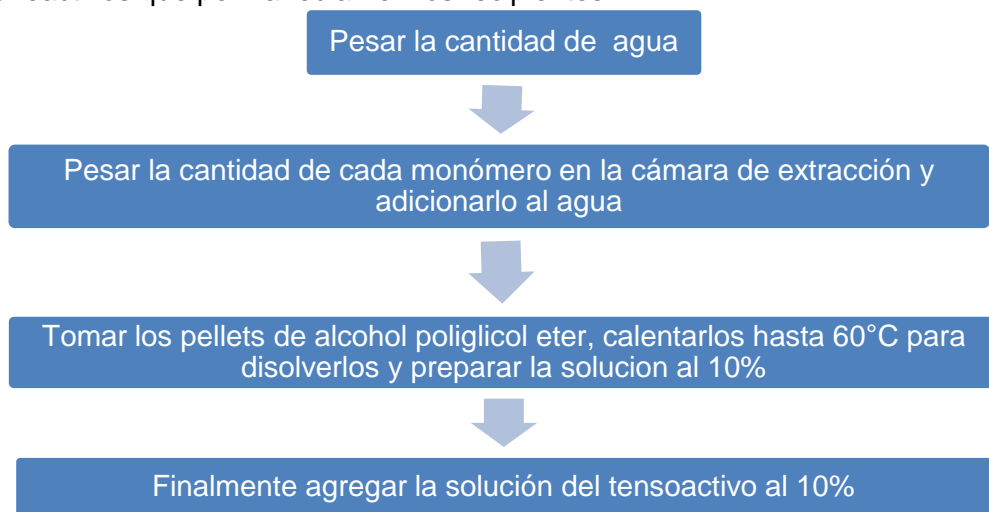 Pesar la cantidad de agua
Pesar la cantidad de cada monómero en la cámara de extracción y
adicionarlo al agua
Tomar los pellets de alcohol poliglicol eter, calentarlos hasta 60°C para
disolverlos y preparar la solucion al 10%
Finalmente agregar la solución del tensoactivo al 10%